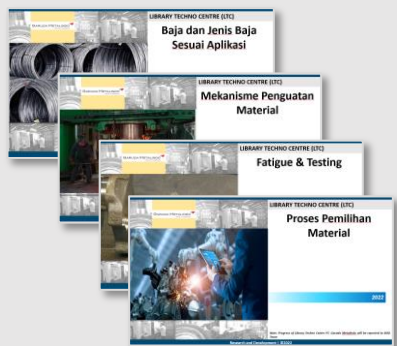 LIBRARY TECHNO CENTRE (LTC)
Baja dan Jenis Baja
Sesuai Aplikasi
LIBRARY TECHNO CENTRE (LTC)
Mekanisme Penguatan
Material
LIBRARY TECHNO CENTRE (LTC)
Fatigue & Testing
LIBRARY TECHNO CENTRE (LTC)
Proses Pemilihan
Material
2022
Research and Development | ©2022